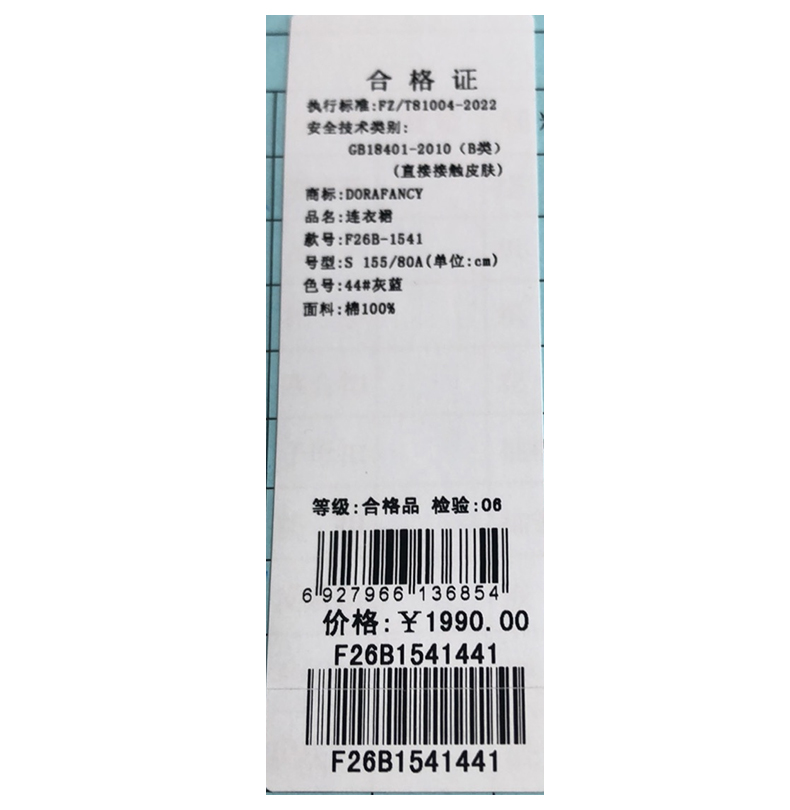 合格证
执行标准:FZ/T81004-2022
安全技术类别:
GB18401-2010（B类）
(直接接触皮肤)
商标:DORAFANCY
品名:连衣裙
款号:F26B-1541
号型:S 155/80A(单位:cm)
色号:44#灰蓝
面料:棉100%
等级:合格品 检验:06
6 927966 136854
价格:¥1990.00
F26B1541441
F26B1541441